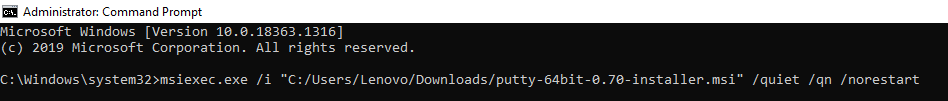 Administrator: Command Prompt
Microsoft Windows [Version 10.0.18363.1316]
(c) 2019 Microsoft Corporation. All rights reserved.
C:\Windows\system32>msiexec.exe /i "C:/Users/Lenovo/Downloads/putty-64bit-0.70-installer.msi" /quiet /qn /norestart